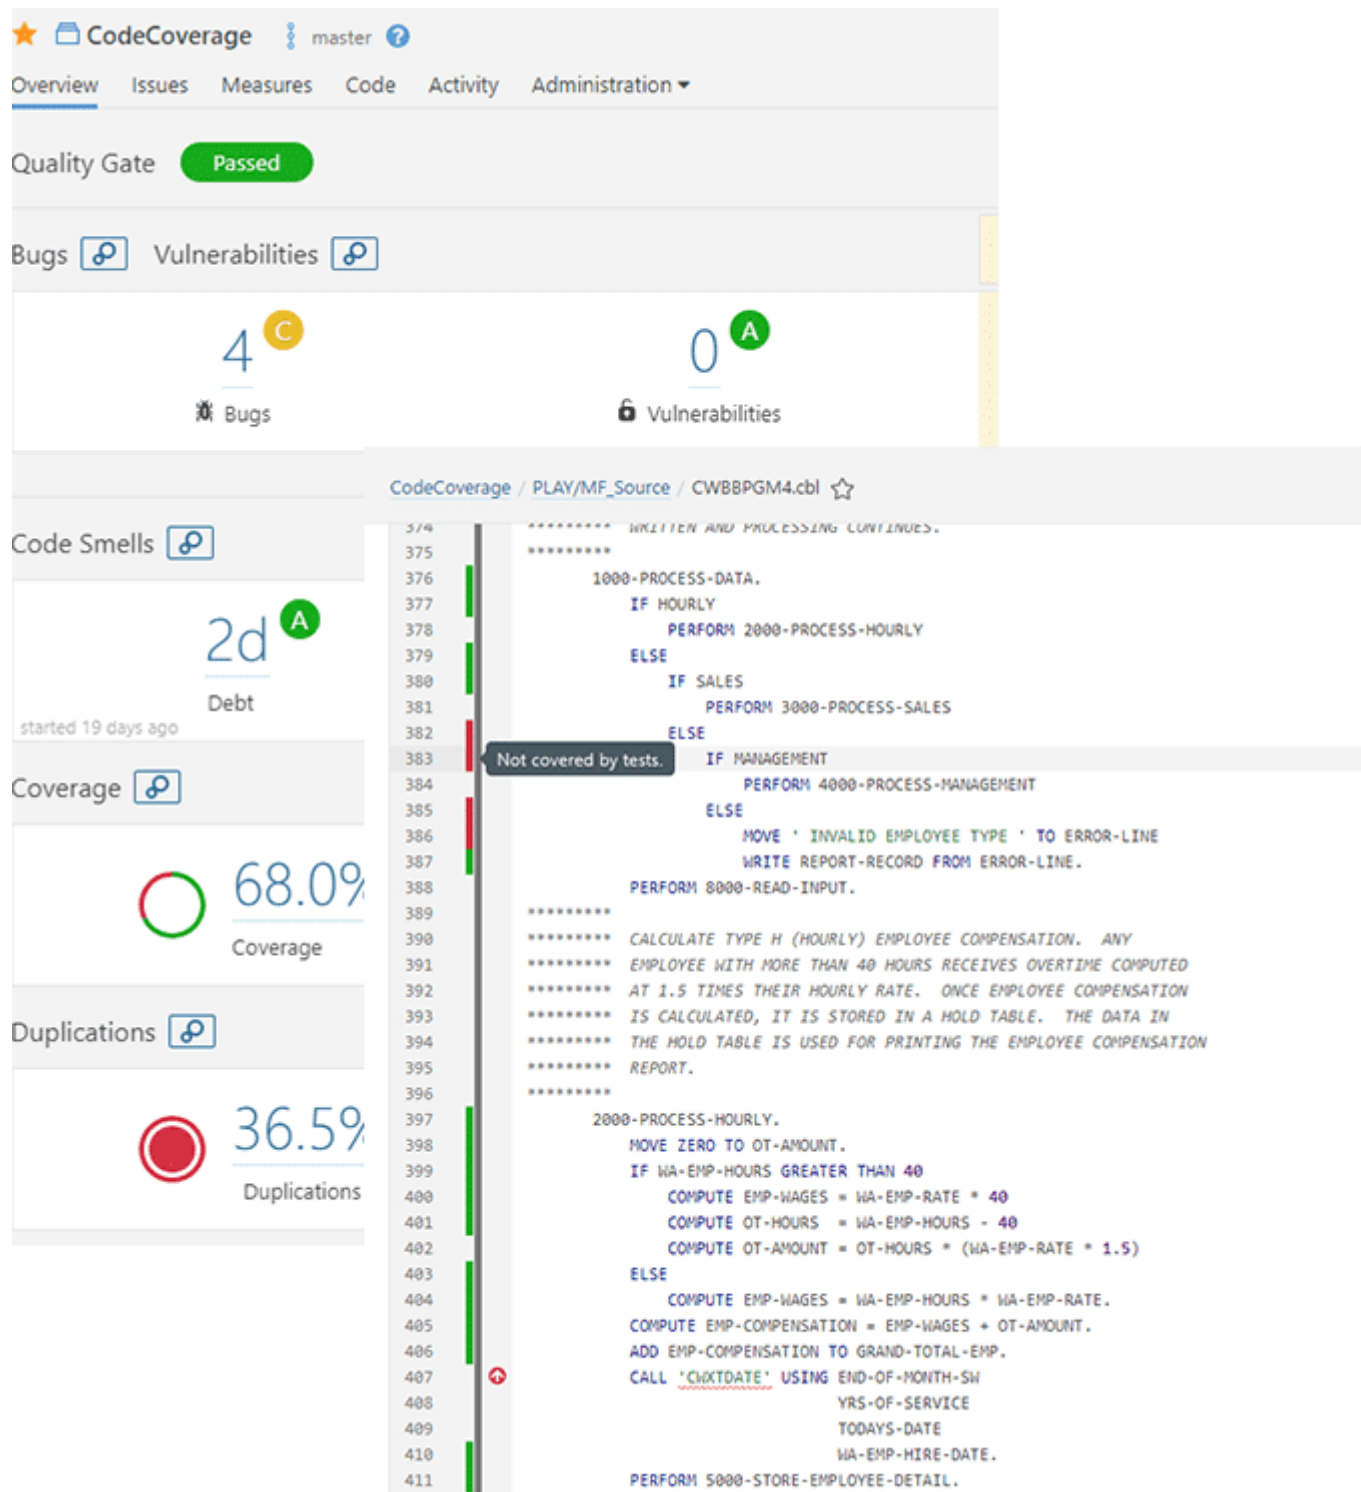 CodeCoverage master ?
Overview Issues Measures Code Activity Administration
Quality Gate Passed
Bugs Vulnerabilities
4 C
Bugs
0 A
Vulnerabilities
Code Smells
2d A
Debt
started 19 days ago
Coverage
68.0%
Coverage
Duplications
36.5%
Duplications
CodeCoverage / PLAY/MF_Source / CWBBPGM4.cbl
374 ********* WRITTEN AND PROCESSING CONTINUES.
375 *********
376 1000-PROCESS-DATA.
377 IF HOURLY
378 PERFORM 2000-PROCESS-HOURLY
379 ELSE
380 IF SALES
381 PERFORM 3000-PROCESS-SALES
382 ELSE
383 Not covered by tests. IF MANAGEMENT
384 PERFORM 4000-PROCESS-MANAGEMENT
385 ELSE
386 MOVE ' INVALID EMPLOYEE TYPE ' TO ERROR-LINE
387 WRITE REPORT-RECORD FROM ERROR-LINE.
388 PERFORM 8000-READ-INPUT.
389 *********
390 ********* CALCULATE TYPE H (HOURLY) EMPLOYEE COMPENSATION. ANY
391 ********* EMPLOYEE WITH MORE THAN 40 HOURS RECEIVES OVERTIME COMPUTED
392 ********* AT 1.5 TIMES THEIR HOURLY RATE. ONCE EMPLOYEE COMPENSATION
393 ********* IS CALCULATED, IT IS STORED IN A HOLD TABLE. THE DATA IN
394 ********* THE HOLD TABLE IS USED FOR PRINTING THE EMPLOYEE COMPENSATION
395 ********* REPORT.
396 *********
397 2000-PROCESS-HOURLY.
398 MOVE ZERO TO OT-AMOUNT.
399 IF WA-EMP-HOURS GREATER THAN 40
400 COMPUTE EMP-WAGES = WA-EMP-RATE * 40
401 COMPUTE OT-HOURS = WA-EMP-HOURS - 40
402 COMPUTE OT-AMOUNT = OT-HOURS * (WA-EMP-RATE * 1.5)
403 ELSE
404 COMPUTE EMP-WAGES = WA-EMP-HOURS * WA-EMP-RATE.
405 COMPUTE EMP-COMPENSATION = EMP-WAGES + OT-AMOUNT.
406 ADD EMP-COMPENSATION TO GRAND-TOTAL-EMP.
407 CALL 'CWXTDATE' USING END-OF-MONTH-SW
408 YRS-OF-SERVICE
409 TODAYS-DATE
410 WA-EMP-HIRE-DATE.
411 PERFORM 5000-STORE-EMPLOYEE-DETAIL.